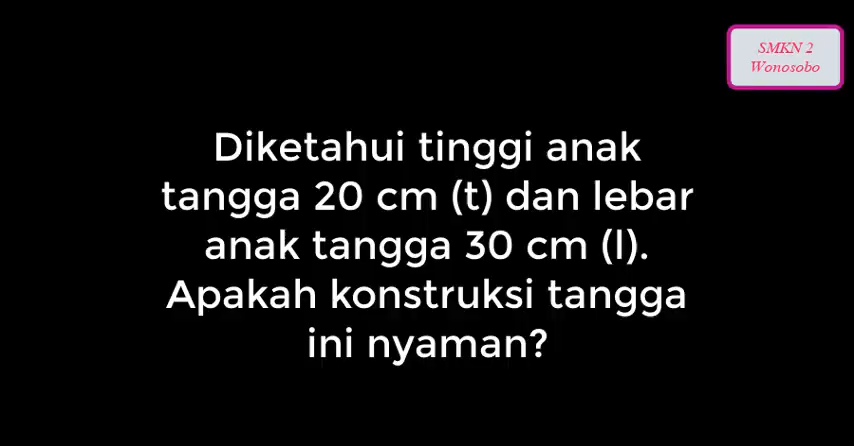 SMKN 2
Wonosobo
Diketahui tinggi anak
tangga 20 cm (t) dan lebar
anak tangga 30 cm (l).
Apakah konstruksi tangga
ini nyaman?